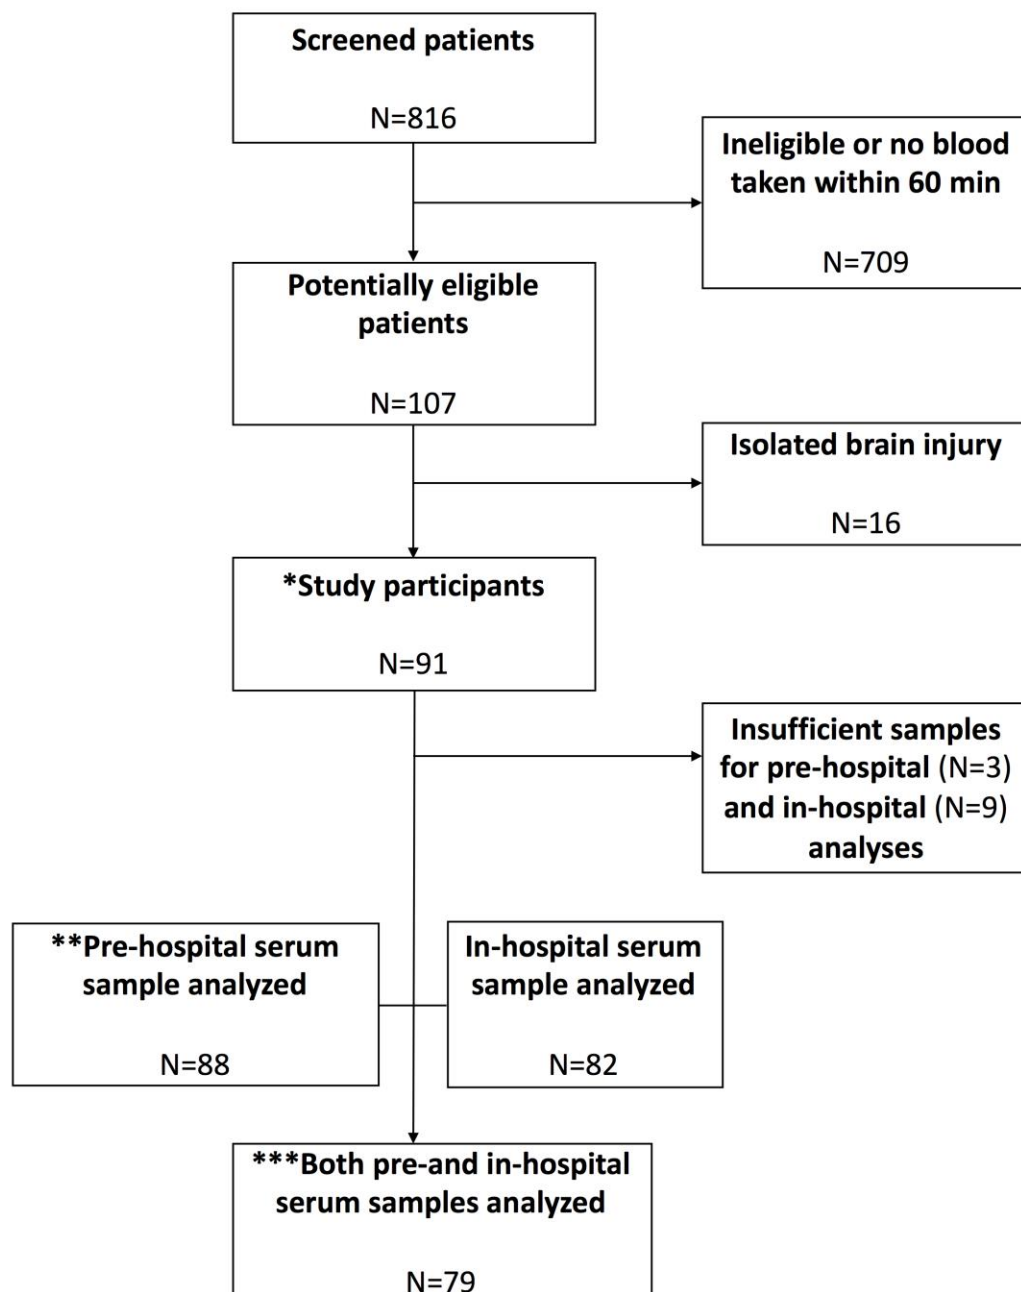 Screened patients
N=816
Ineligible or no blood
taken within 60 min
N=709
Potentially eligible
patients
N=107
Isolated brain injury
N=16
*Study participants
N=91
Insufficient samples
for pre-hospital (N=3)
and in-hospital (N=9)
analyses
**Pre-hospital serum
sample analyzed
N=88
In-hospital serum
sample analyzed
N=82
***Both pre-and in-hospital
serum samples analyzed
N=79